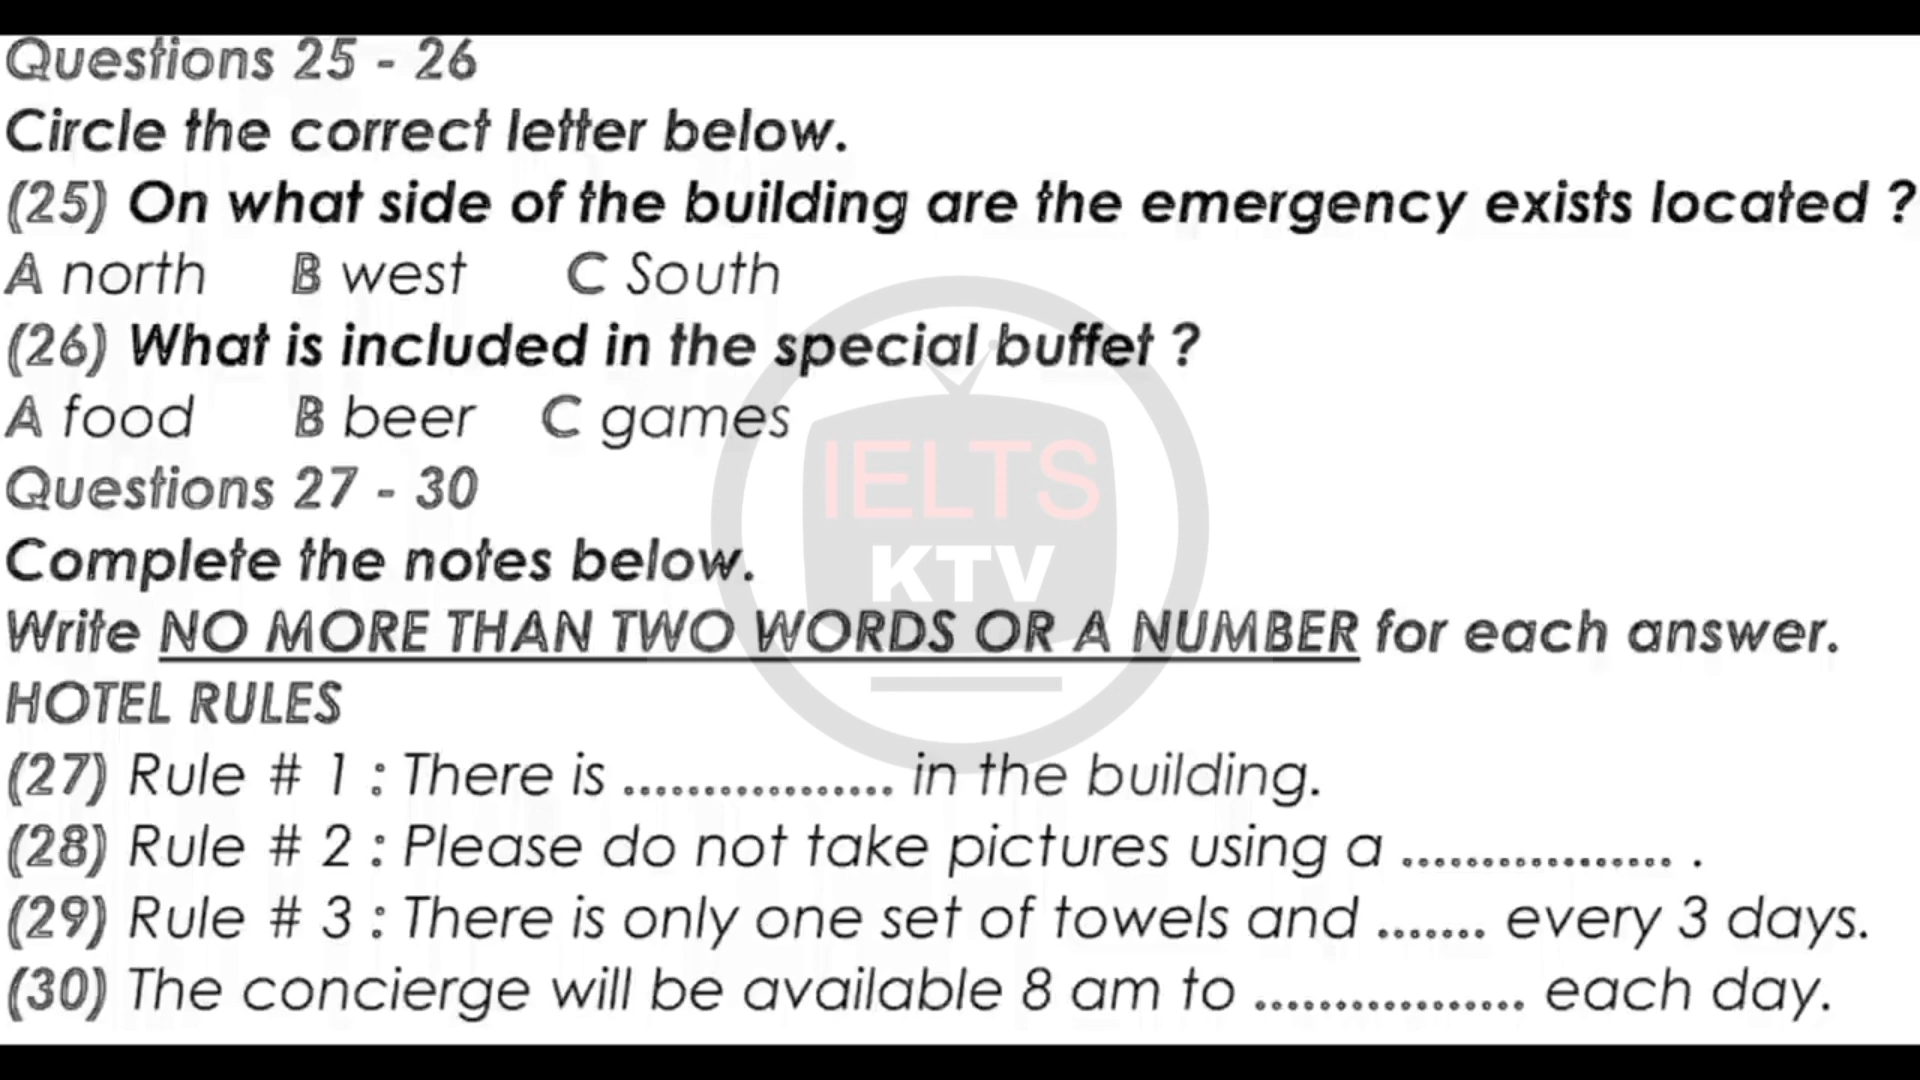 Questions 25 - 26
Circle the correct letter below.
(25) On what side of the building are the emergency exists located ?
A north B west C South
(26) What is included in the special buffet ?
A food B beer C games
Questions 27 - 30
Complete the notes below.
Write NO MORE THAN TWO WORDS OR A NUMBER for each answer.
HOTEL RULES
(27) Rule # 1 : There is ................. in the building.
(28) Rule # 2 : Please do not take pictures using a ................. .
(29) Rule # 3 : There is only one set of towels and ....... every 3 days.
(30) The concierge will be available 8 am to ................. each day.
IELTS
KTV